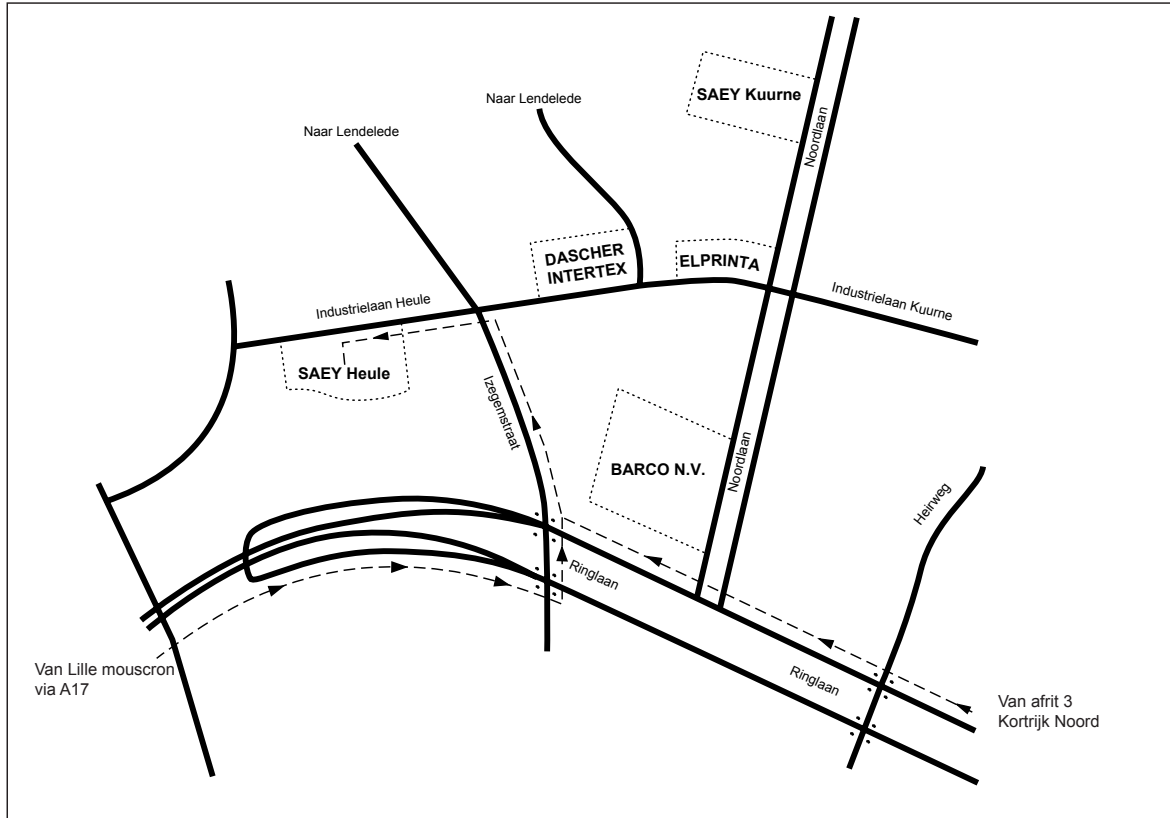 SAEY Kuurne
Naar Lendelede
Naar Lendelede
Noordlaan
DASCHER
INTERTEX
ELPRINTA
Industrielaan Heule
Industrielaan Kuurne
SAEY Heule
Izegemstraat
BARCO N.V.
Noordlaan
Heirweg
Ringlaan
Van Lille mouscron
via A17
Ringlaan
Van afrit 3
Kortrijk Noord